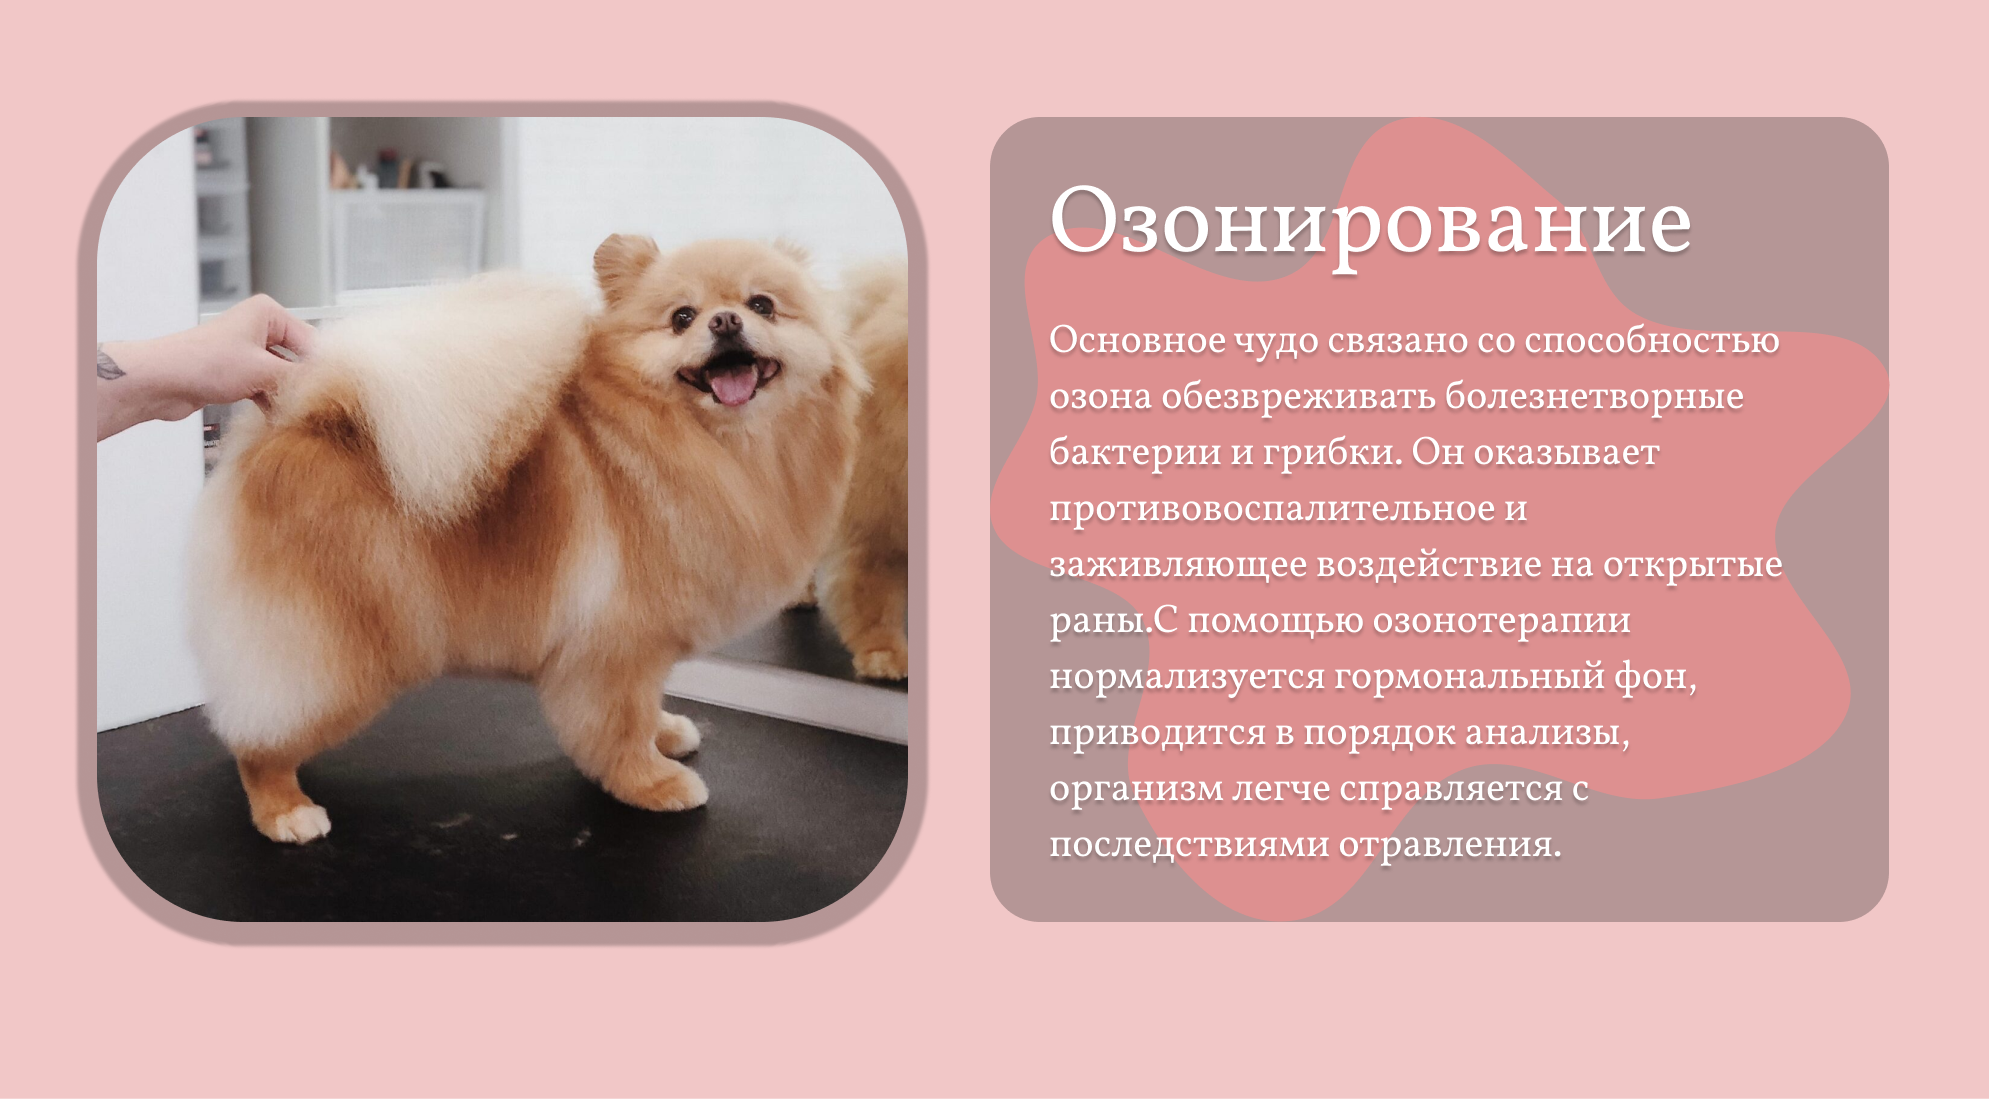 Озонирование
Основное чудо связано со способностью
озона обезвреживать болезнетворные
бактерии и грибки. Он оказывает
противовоспалительное и
заживляющее воздействие на открытые
раны.С помощью озонотерапии
нормализуется гормональный фон,
приводится в порядок анализы,
организм легче справляется с
последствиями отравления.